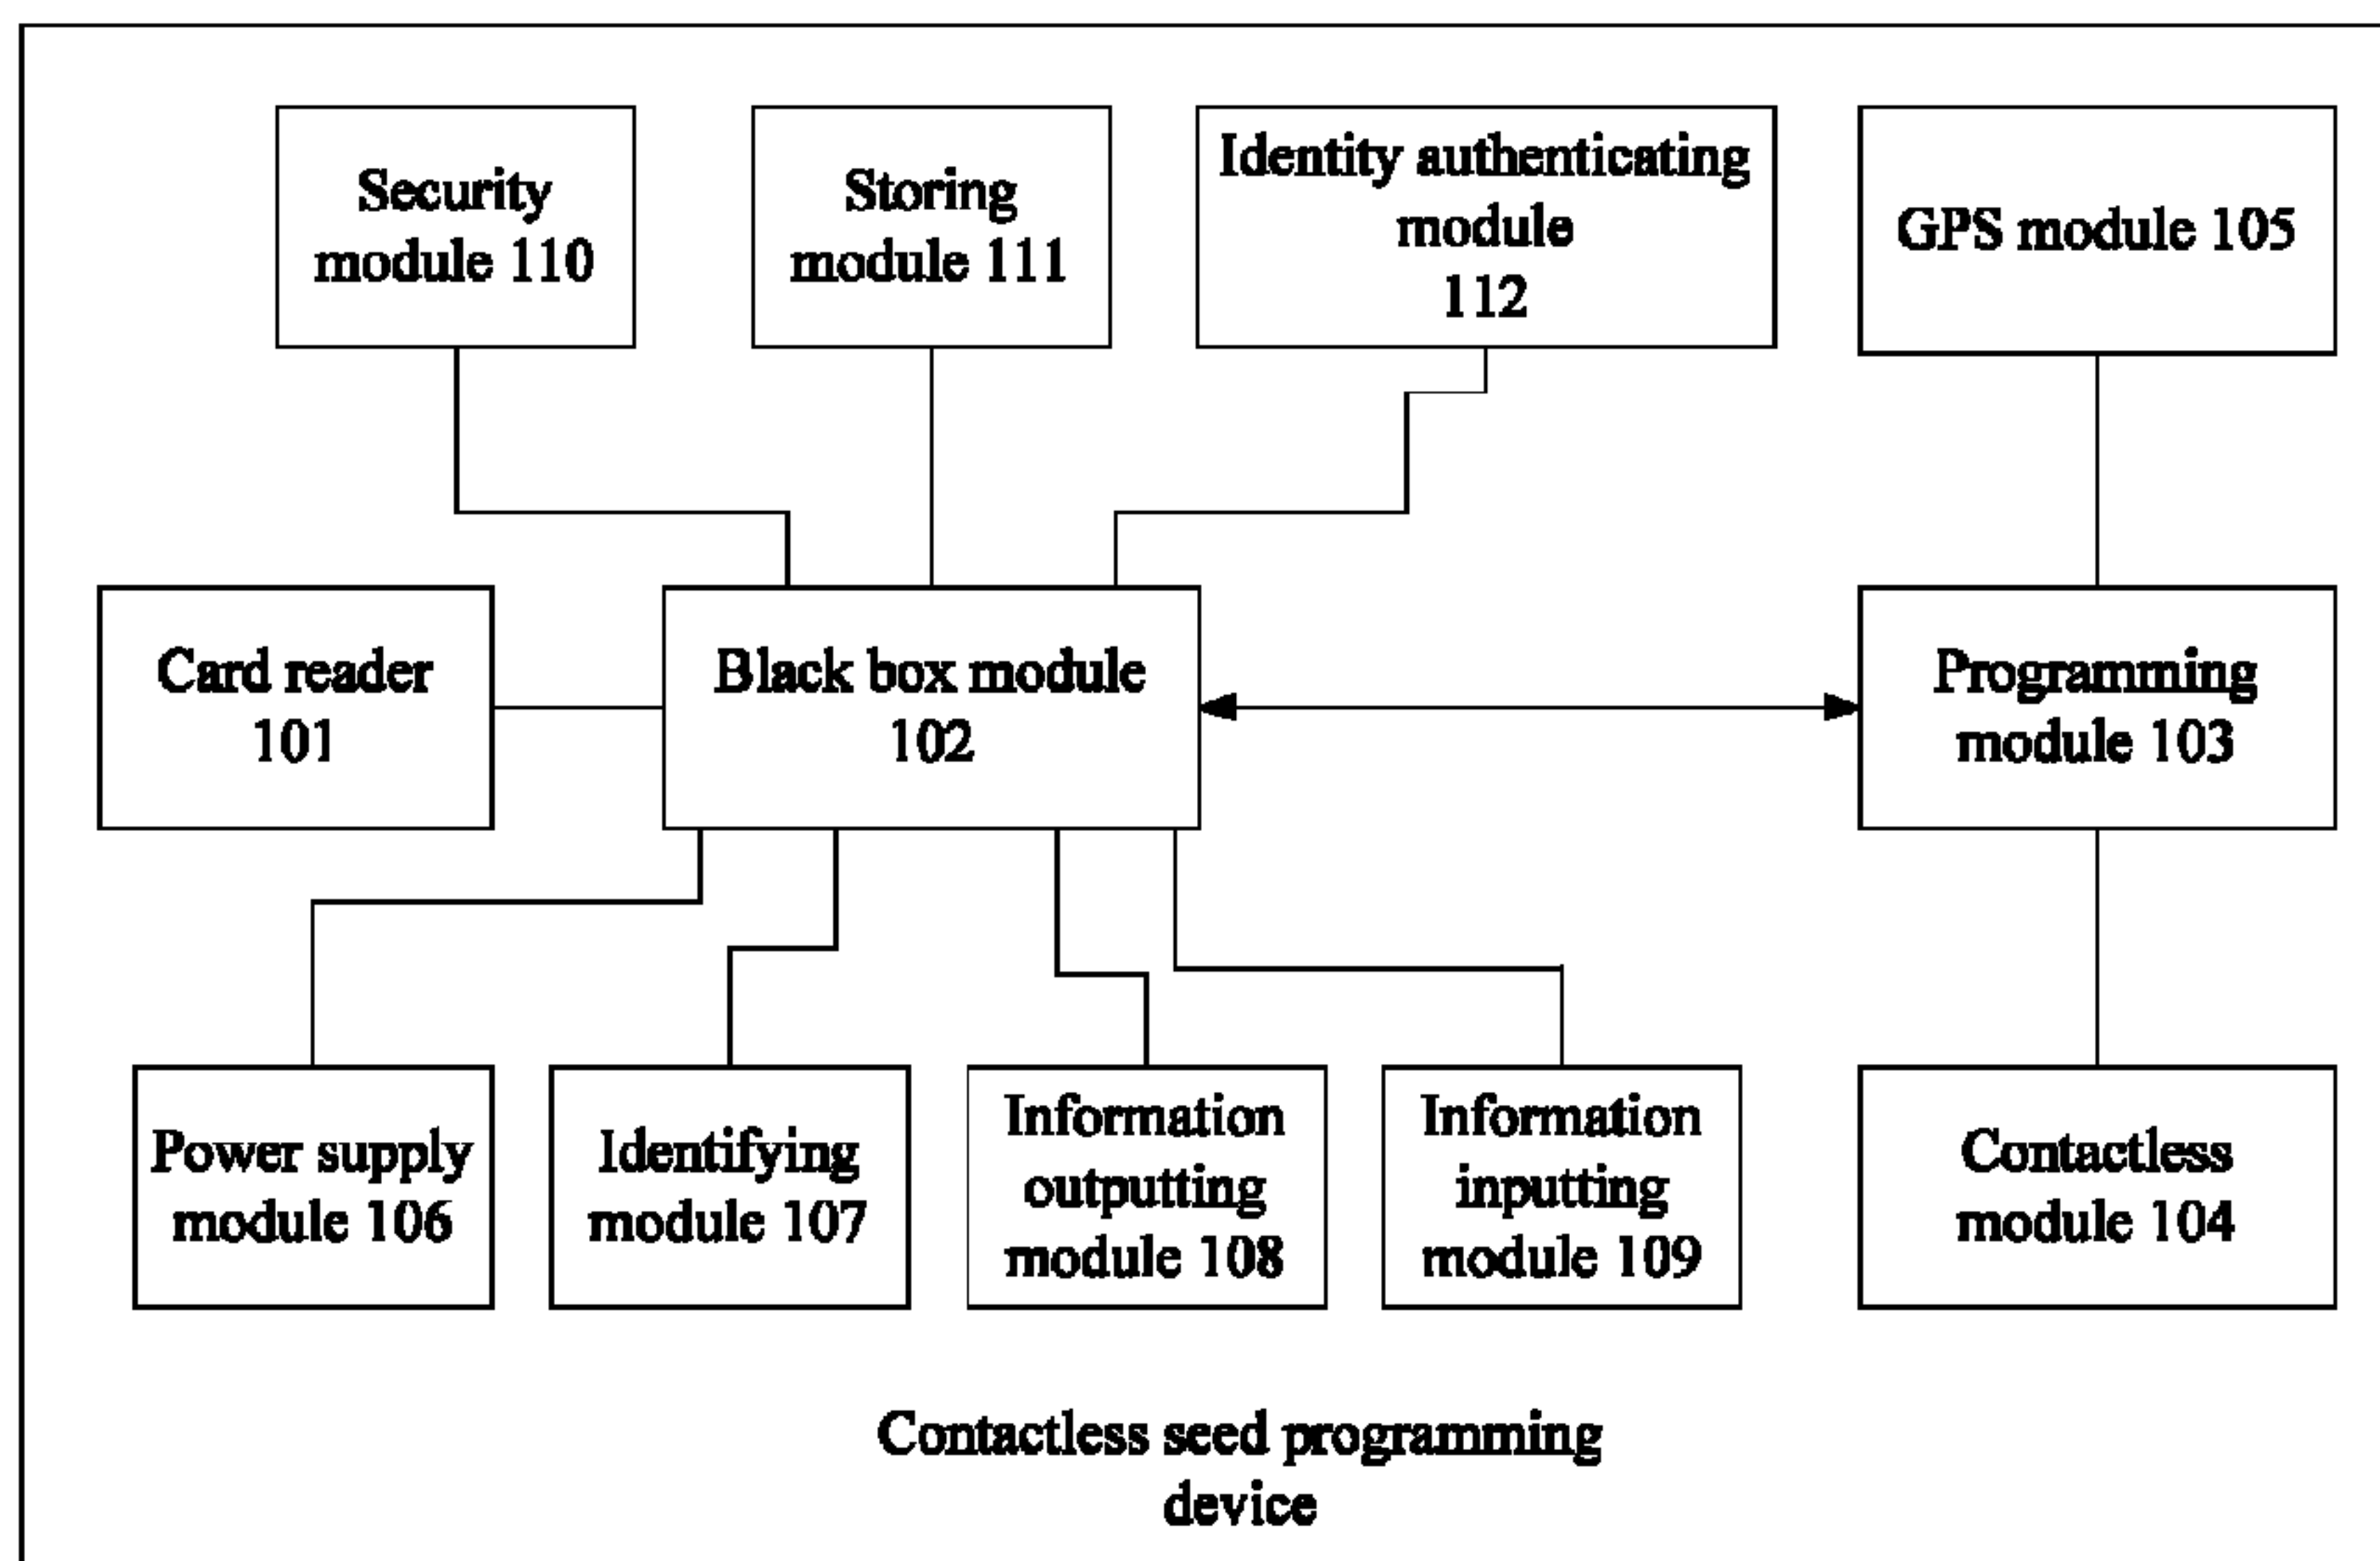 Security
module 110
Storing
module 111
Identity authenticating
module
112
GPS module 105
Card reader
101
Black box module
102
Programming
module 103
Power supply
module 106
Identifying
module 107
Information
outputting
module 108
Information
inputting
module 109
Contactless
module 104
Contactless seed programming
device